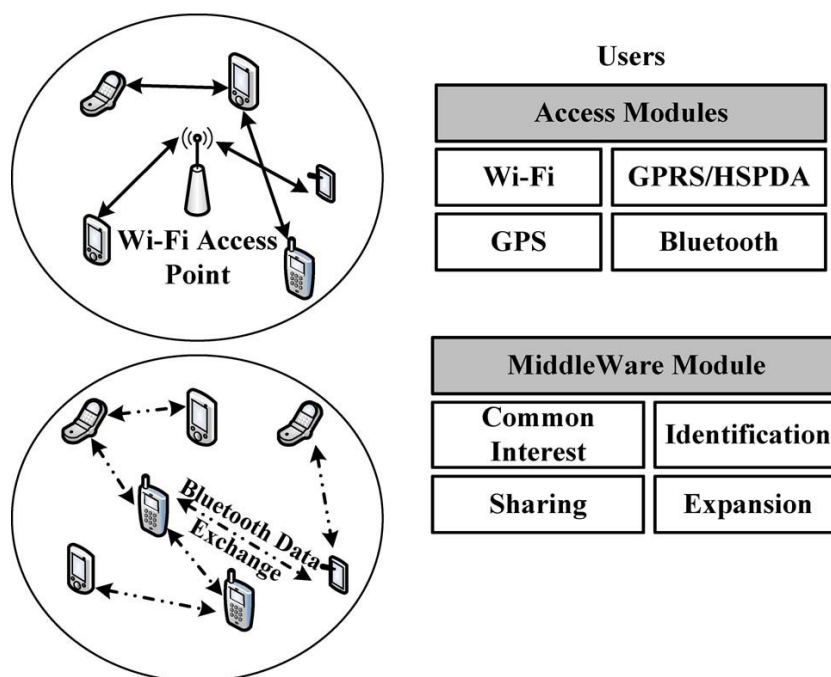 Users
Access Modules
Wi-Fi
GPRS/HSPDA
GPS
Bluetooth
Wi-Fi Access
Point
MiddleWare Module
Common
Interest
Identification
Sharing
Expansion
Bluetooth Data
Exchange